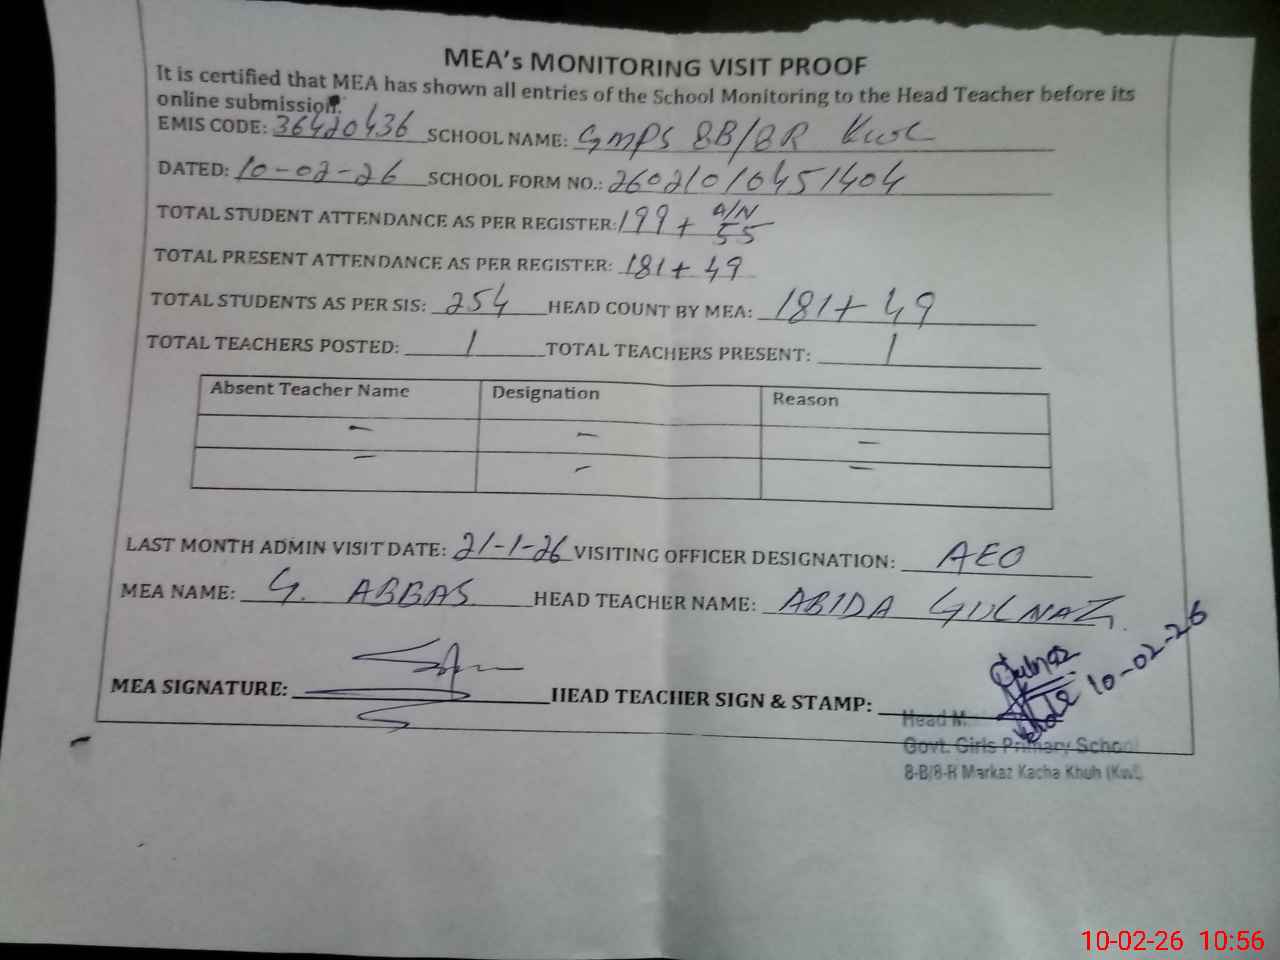 MEA's MONITORING VISIT PROOF
It is certified that MEA has shown all entries of the School Monitoring to the Head Teacher before its
online submission.
EMIS CODE: 36420436 SCHOOL NAME: GMPS 8B/8R KWL
DATED: 10-02-26 SCHOOL FORM NO.: 26021010451404
A/N
TOTAL STUDENT ATTENDANCE AS PER REGISTER: 199 + 55
TOTAL PRESENT ATTENDANCE AS PER REGISTER: 181 + 49
TOTAL STUDENTS AS PER SIS: 254 HEAD COUNT BY MEA: 181 + 49
TOTAL TEACHERS POSTED: 1 TOTAL TEACHERS PRESENT: 1
Absent Teacher Name Designation Reason
– – –
– – –
LAST MONTH ADMIN VISIT DATE: 21-1-26 VISITING OFFICER DESIGNATION: AEO
MEA NAME: G. ABBAS HEAD TEACHER NAME: ABIDA GULNAZ
MEA SIGNATURE: HEAD TEACHER SIGN & STAMP: Gulnaz 10-02-26
Head
Govt. Girls Primary School
8-B/8-R Markaz Kacha Khuh (Kwl)
10-02-26 10:56